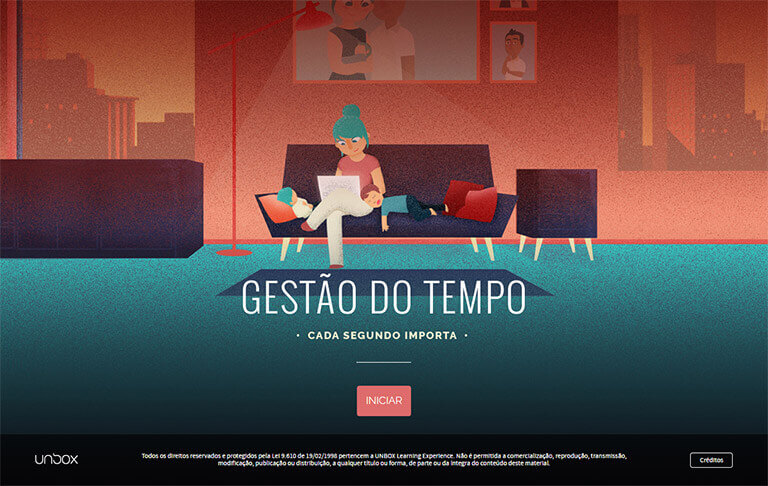 GESTÃO DO TEMPO
• CADA SEGUNDO IMPORTA •
INICIAR
unbox
Todos os direitos reservados e protegidos pela Lei 9.610 de 19/02/1998 pertencem a UNBOX Learning Experience. Não é permitida a comercialização, reprodução, transmissão,
modificação, publicação ou distribuição, a qualquer título ou forma, de parte ou da íntegra do conteúdo deste material.
Créditos